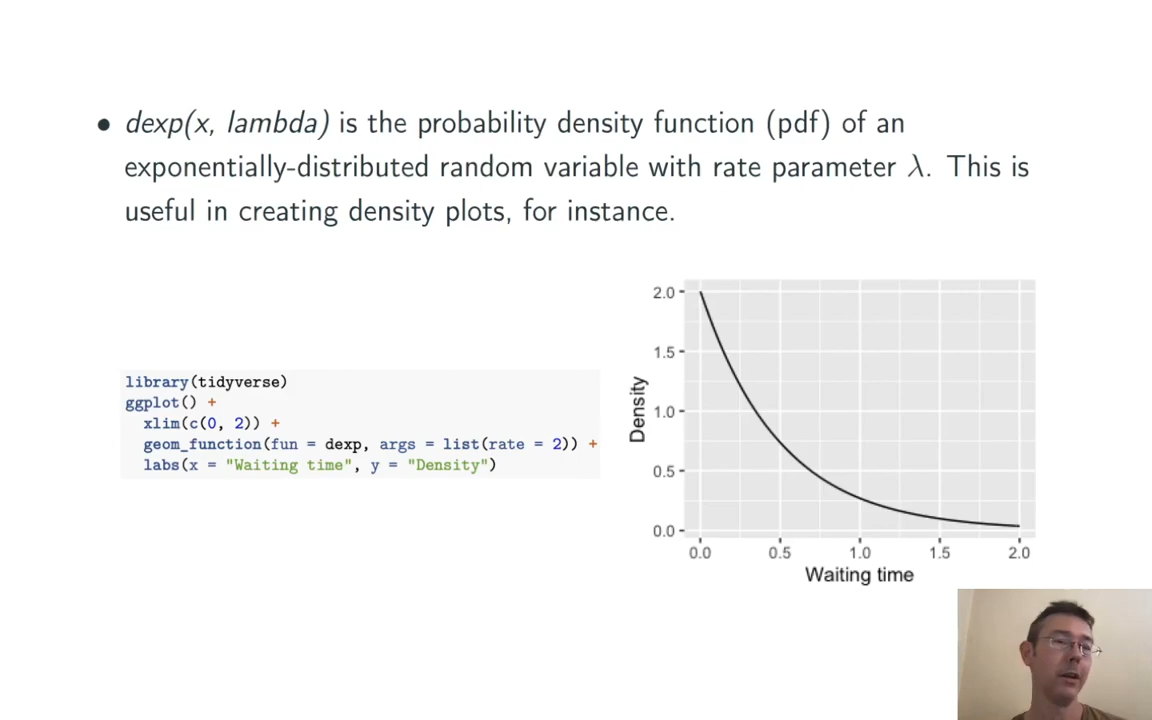 • dexp(x, lambda) is the probability density function (pdf) of an
exponentially-distributed random variable with rate parameter λ. This is
useful in creating density plots, for instance.
library(tidyverse)
ggplot() +
  xlim(c(0, 2)) +
  geom_function(fun = dexp, args = list(rate = 2)) +
  labs(x = "Waiting time", y = "Density")
Density
2.0
1.5
1.0
0.5
0.0
0.0 0.5 1.0 1.5 2.0
Waiting time